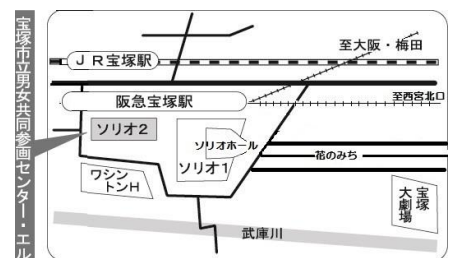 宝塚市立男女共同参画センター・エル
JR宝塚駅
至大阪・梅田
阪急宝塚駅
至西宮北口
ソリオ2
ソリオホール
ソリオ1
花のみち
ワシン
トンH
宝塚
大劇場
武庫川